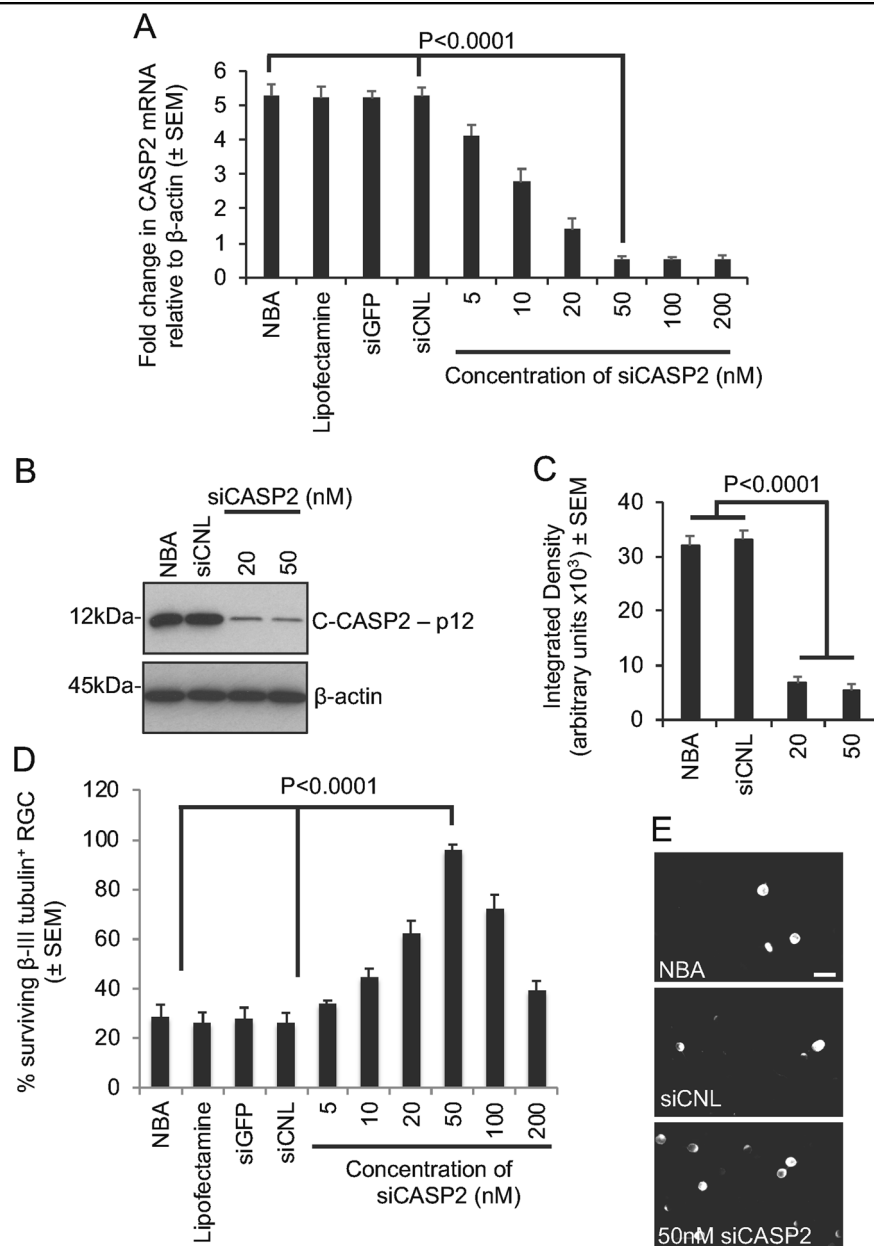 A
P<0.0001
Fold change in CASP2 mRNA
relative to β-actin (± SEM)
6
5
4
3
2
1
0
NBA
Lipofectamine
siGFP
siCNL
5
10
20
50
100
200
Concentration of siCASP2 (nM)
B
siCASP2 (nM)
NBA
siCNL
20
50
12kDa-
C-CASP2 – p12
45kDa-
β-actin
C
P<0.0001
Integrated Density
(arbitrary units x10³) ± SEM
40
30
20
10
0
NBA
siCNL
20
50
D
P<0.0001
% surviving β-III tubulin⁺ RGC
(± SEM)
120
100
80
60
40
20
0
NBA
Lipofectamine
siGFP
siCNL
5
10
20
50
100
200
Concentration of
siCASP2 (nM)
E
NBA
siCNL
50nM siCASP2